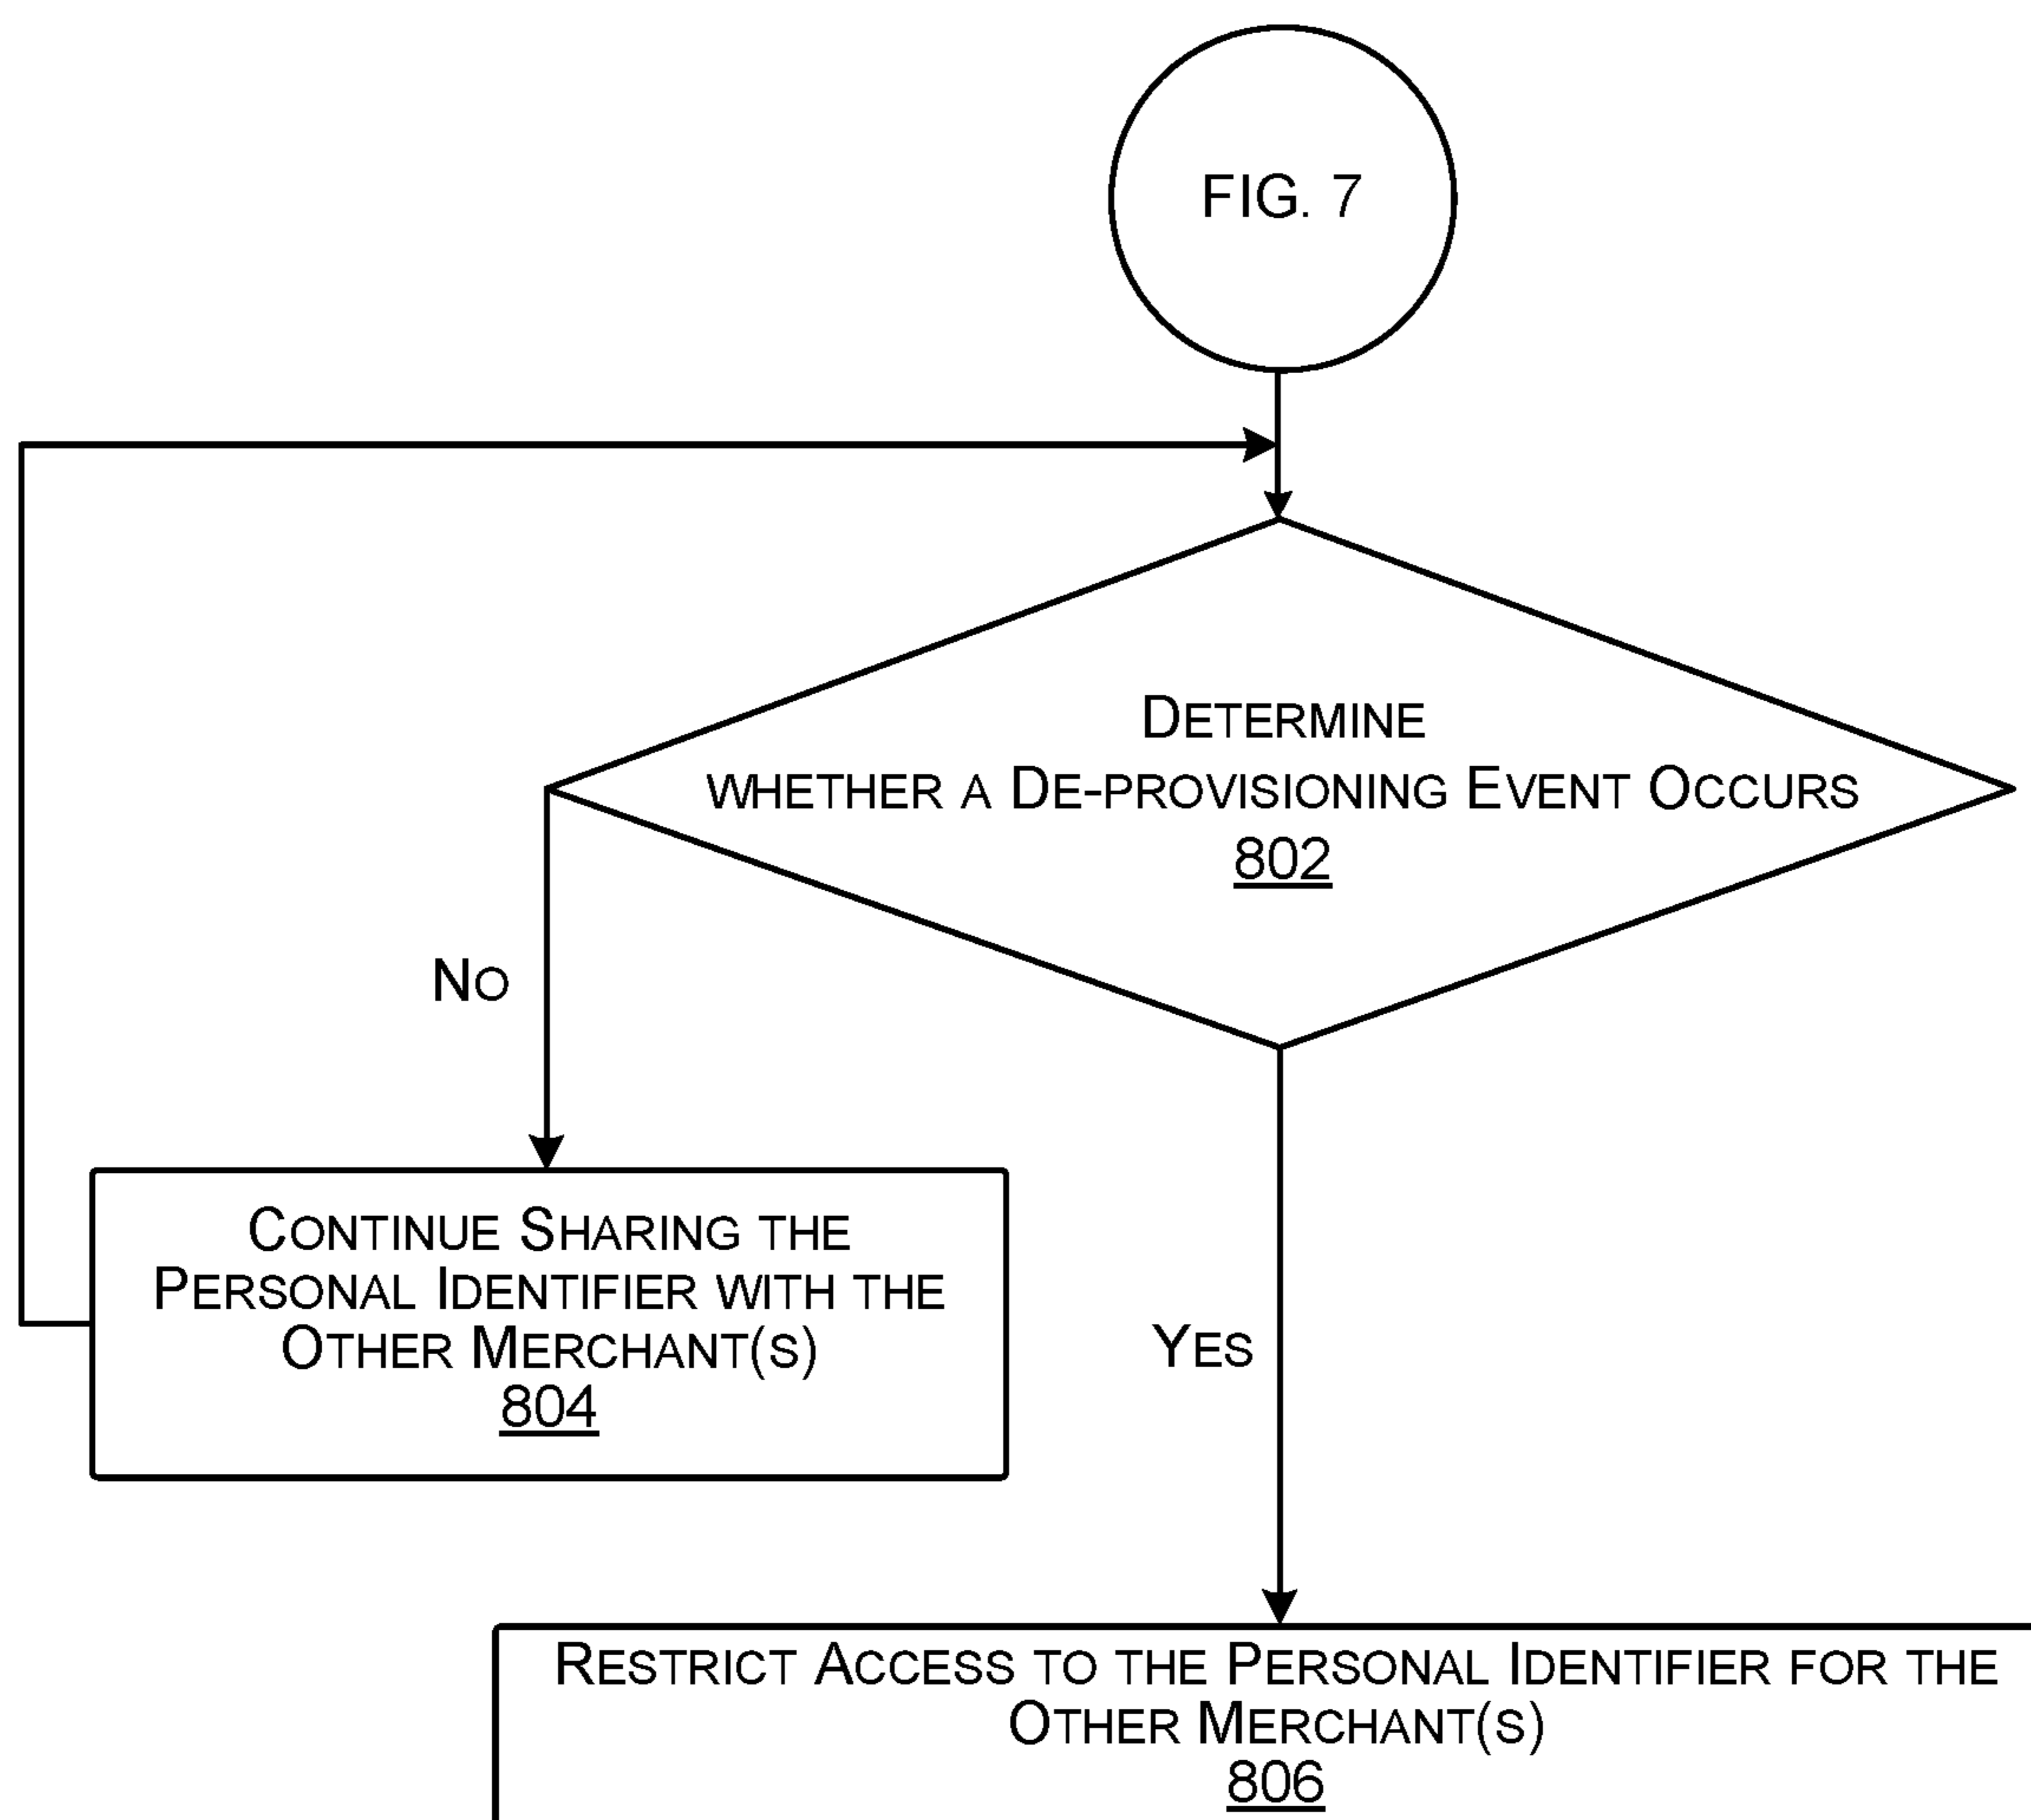 FIG. 7
DETERMINE
WHETHER A DE-PROVISIONING EVENT OCCURS
802
NO
CONTINUE SHARING THE
PERSONAL IDENTIFIER WITH THE
OTHER MERCHANT(S)
804
YES
RESTRICT ACCESS TO THE PERSONAL IDENTIFIER FOR THE
OTHER MERCHANT(S)
806